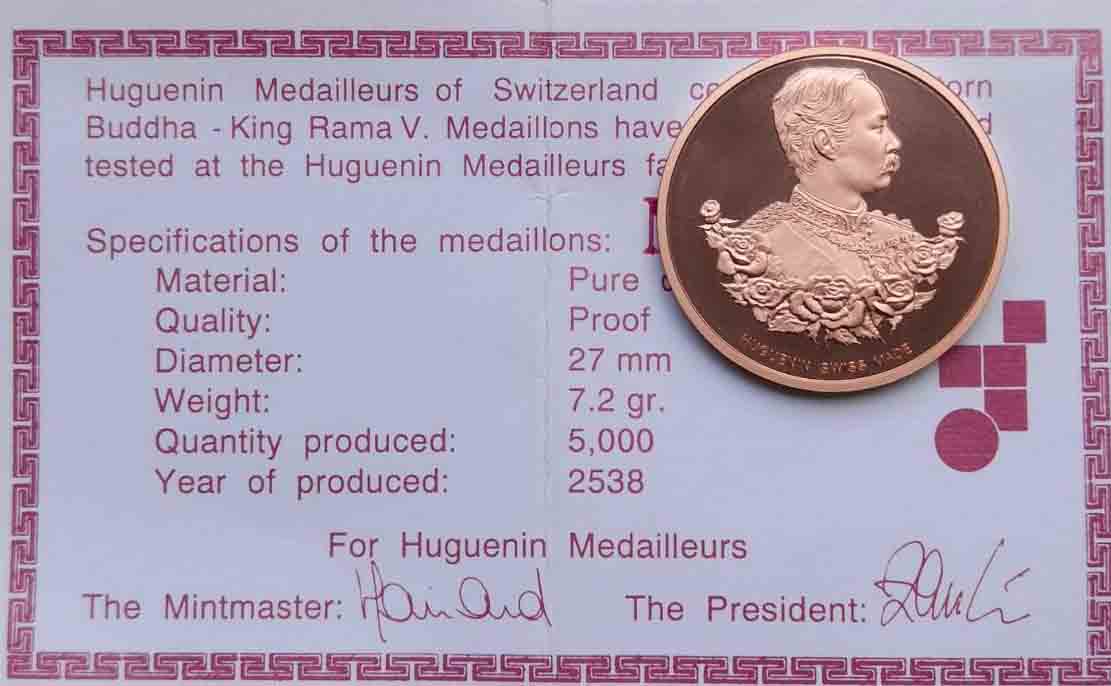 Huguenin Medailleurs of Switzerland
Buddha - King Rama V. Medaillons have
tested at the Huguenin Medailleurs
Specifications of the medaillons:
Material: Pure
Quality: Proof
Diameter: 27 mm
Weight: 7.2 gr.
Quantity produced: 5,000
Year of produced: 2538
For Huguenin Medailleurs
The Mintmaster:
The President:
HUGUENIN SWISS MADE